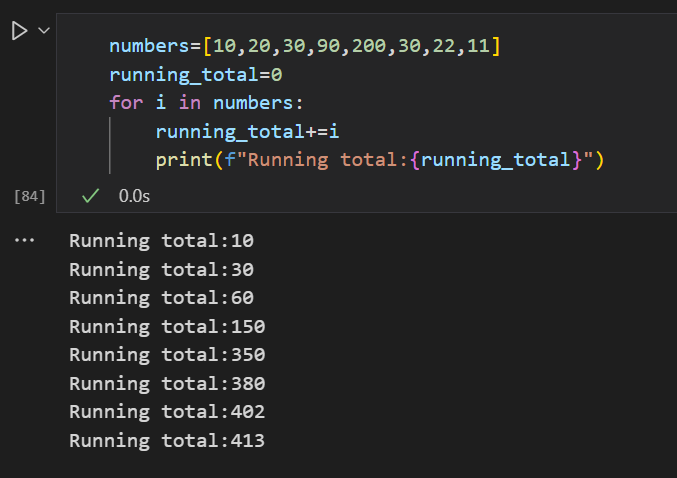 numbers=[10,20,30,90,200,30,22,11]
running_total=0
for i in numbers:
    running_total+=i
    print(f"Running total:{running_total}")
[84] ✓ 0.0s
... Running total:10
Running total:30
Running total:60
Running total:150
Running total:350
Running total:380
Running total:402
Running total:413